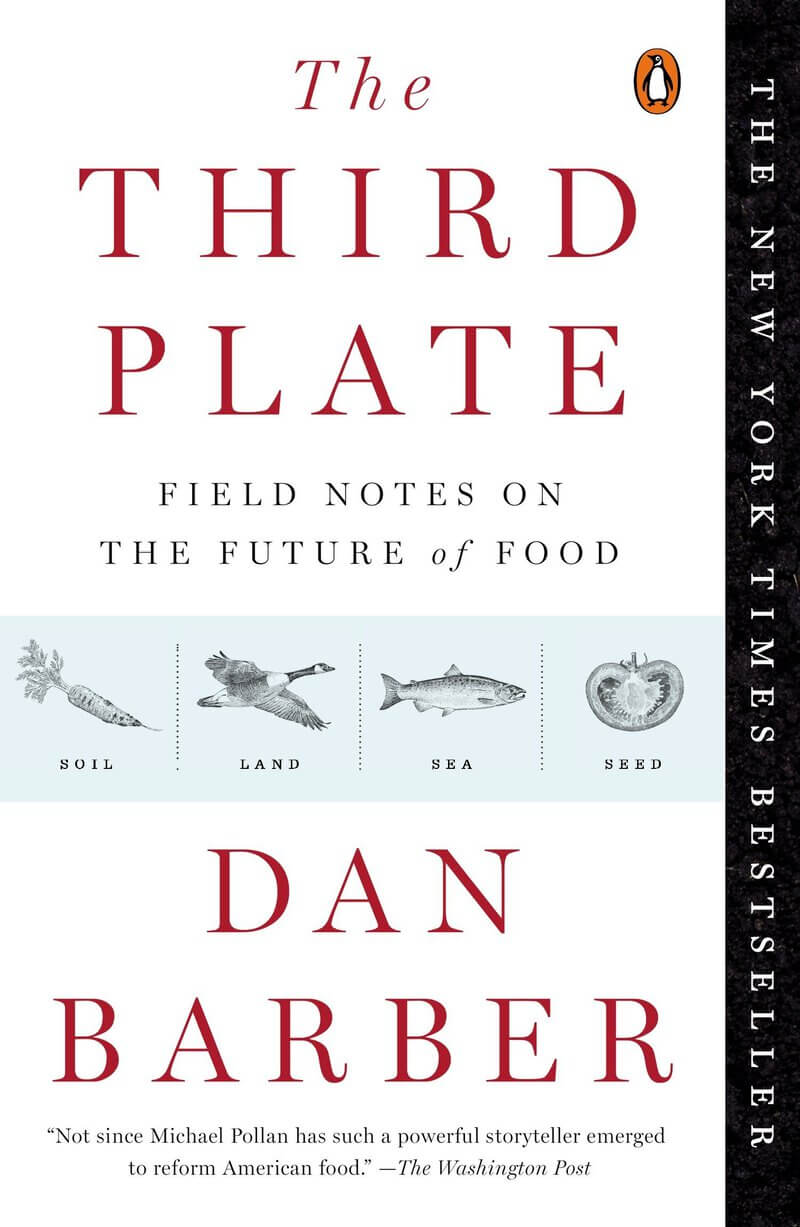 The
THIRD
PLATE
FIELD NOTES ON
THE FUTURE of FOOD
SOIL
LAND
SEA
SEED
DAN
BARBER
“Not since Michael Pollan has such a powerful storyteller emerged
to reform American food.” —The Washington Post
THE NEW YORK TIMES BESTSELLER